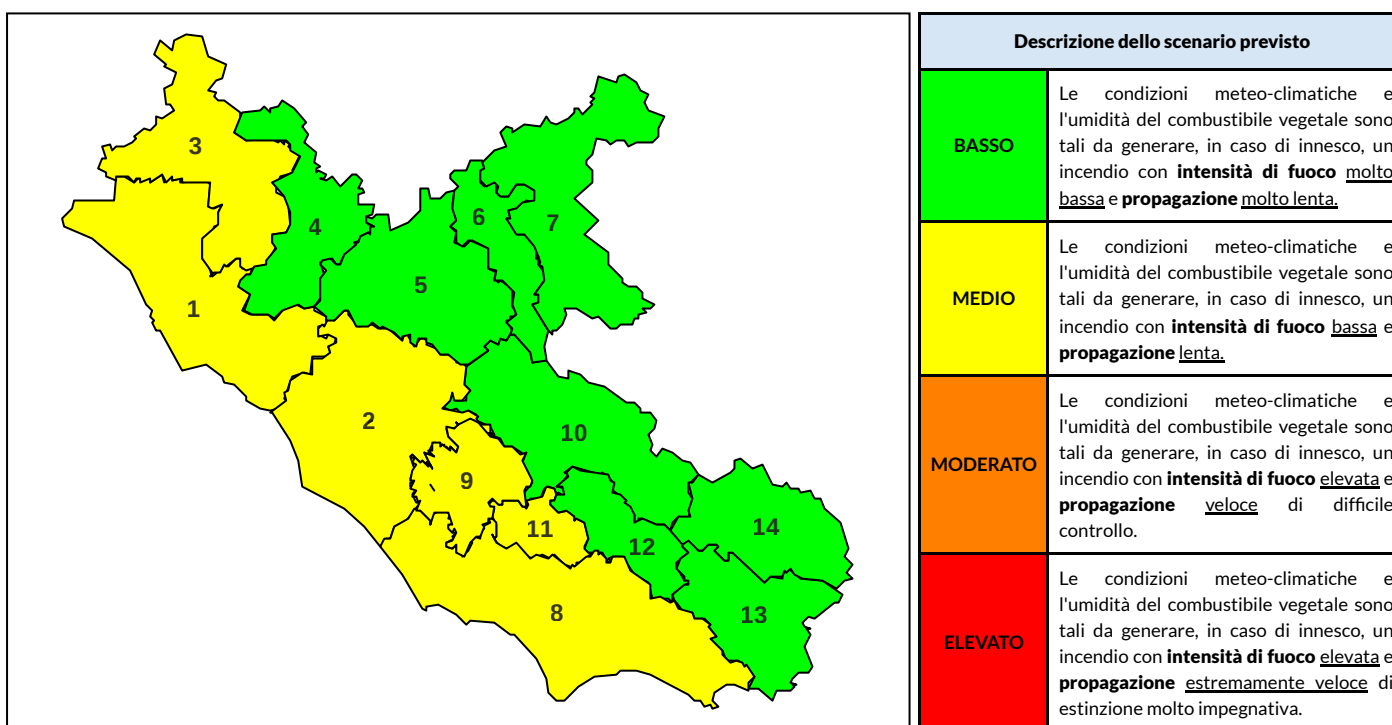 3
4
6
7
5
1
2
10
9
11
14
12
8
13
Descrizione dello scenario previsto
BASSO
Le condizioni meteo-climatiche e
l'umidità del combustibile vegetale sono
tali da generare, in caso di innesco, un
incendio con intensità di fuoco molto
bassa e propagazione molto lenta.
MEDIO
Le condizioni meteo-climatiche e
l'umidità del combustibile vegetale sono
tali da generare, in caso di innesco, un
incendio con intensità di fuoco bassa e
propagazione lenta.
MODERATO
Le condizioni meteo-climatiche e
l'umidità del combustibile vegetale sono
tali da generare, in caso di innesco, un
incendio con intensità di fuoco elevata e
propagazione veloce di difficile
controllo.
ELEVATO
Le condizioni meteo-climatiche e
l'umidità del combustibile vegetale sono
tali da generare, in caso di innesco, un
incendio con intensità di fuoco elevata e
propagazione estremamente veloce di
estinzione molto impegnativa.